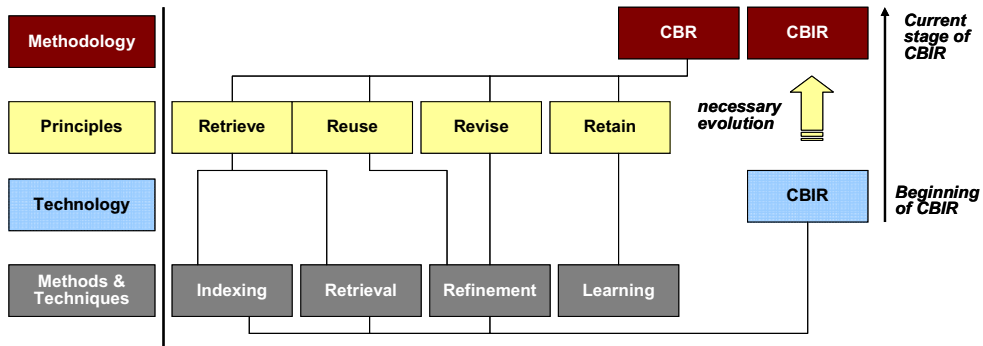 Methodology
CBR
CBIR
Current
stage of
CBIR
Principles
Retrieve
Reuse
Revise
Retain
necessary
evolution
Technology
CBIR
Beginning
of CBIR
Methods &
Techniques
Indexing
Retrieval
Refinement
Learning